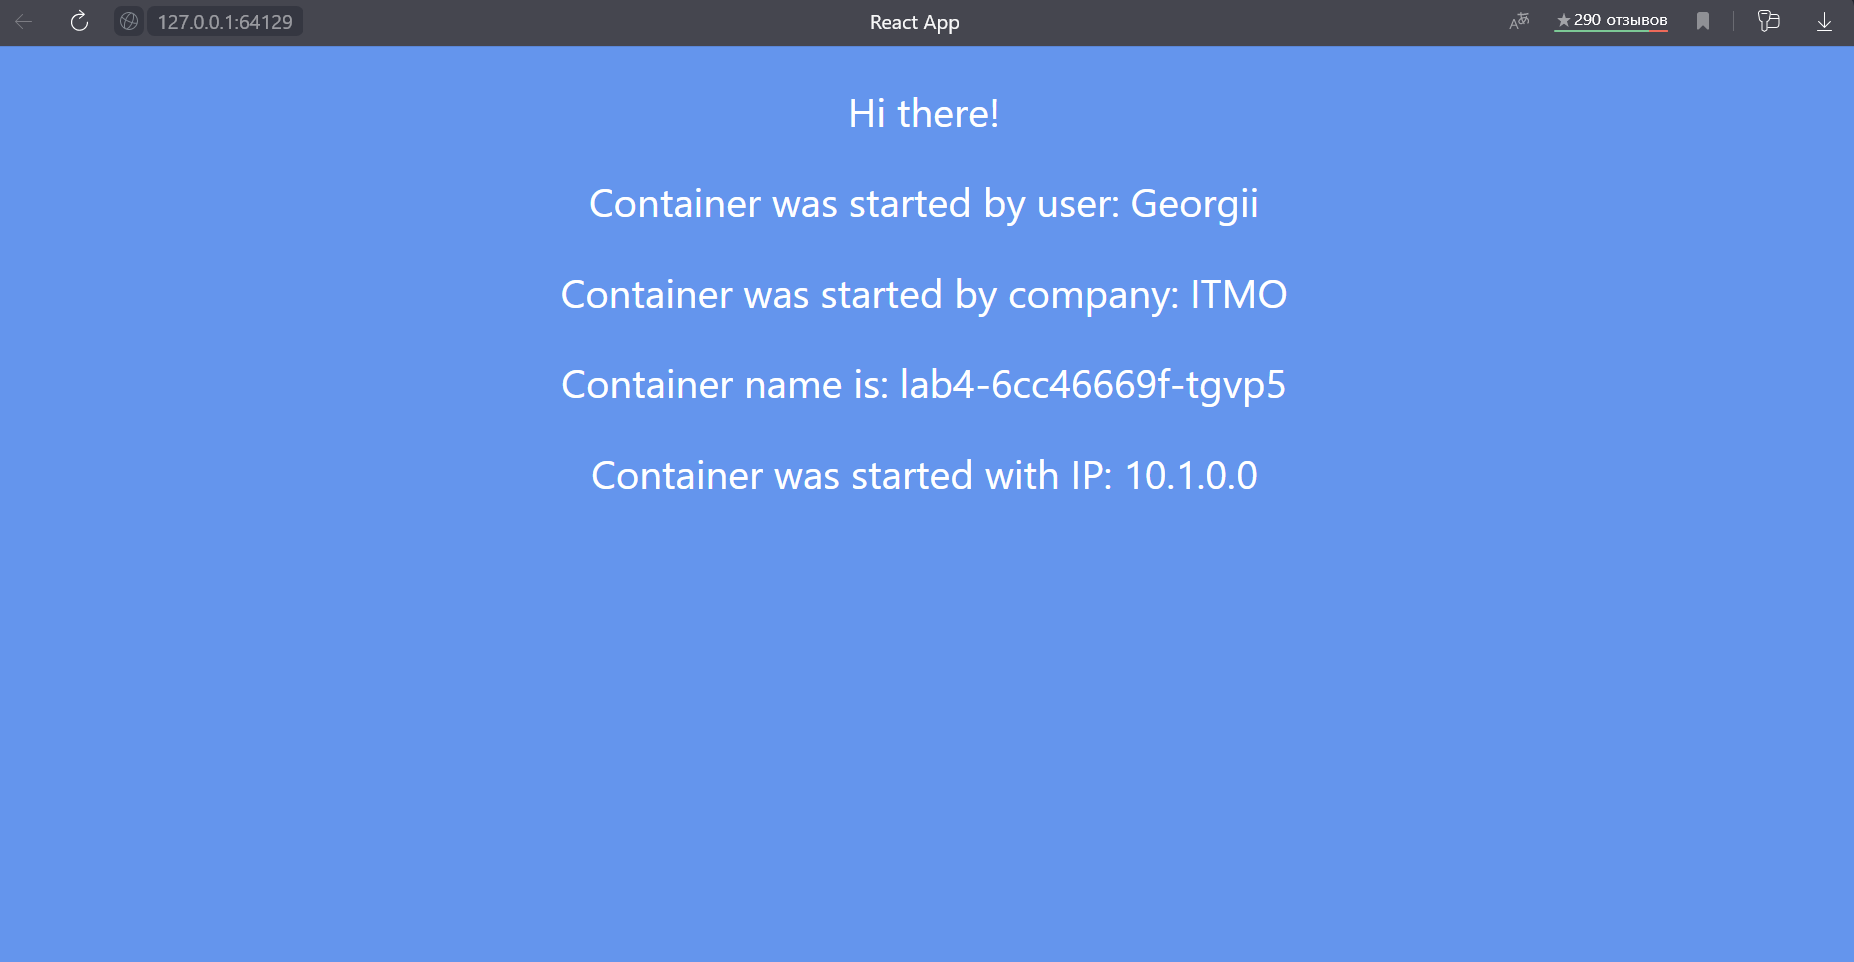 127.0.0.1:64129 React App ★290 отзывов
Hi there!
Container was started by user: Georgii
Container was started by company: ITMO
Container name is: lab4-6cc46669f-tgvp5
Container was started with IP: 10.1.0.0